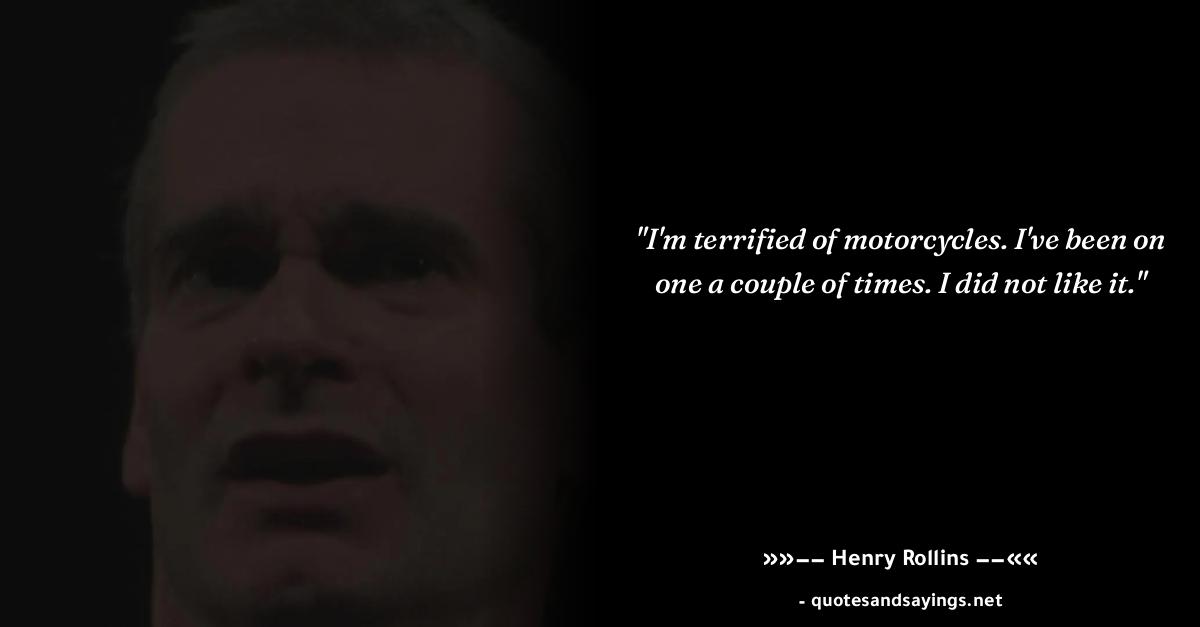 "I'm terrified of motorcycles. I've been on
one a couple of times. I did not like it."
»»−− Henry Rollins −−««
- quotesandsayings.net